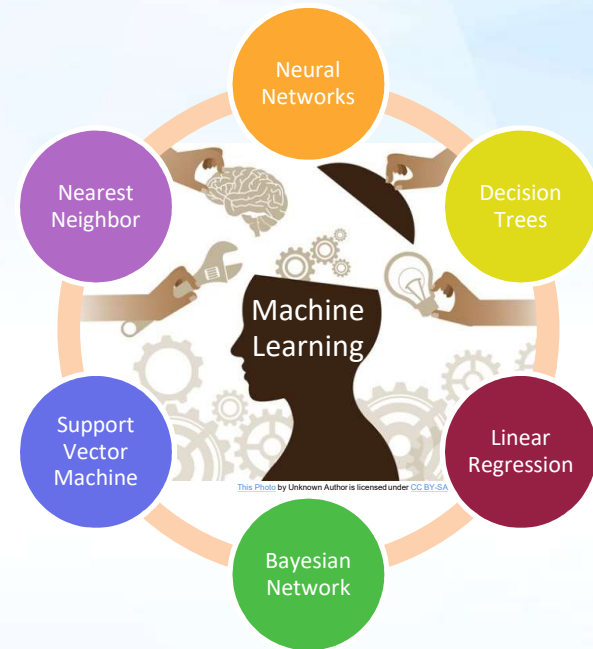 Neural
Networks
Nearest
Neighbor
Decision
Trees
Machine
Learning
Support
Vector
Machine
Linear
Regression
This Photo by Unknown Author is licensed under CC BY-SA
Bayesian
Network